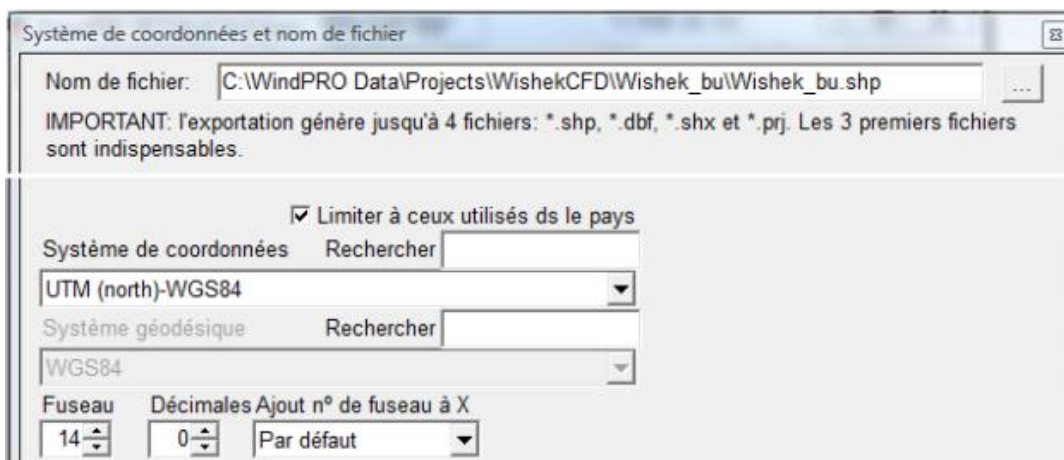 Système de coordonnées et nom de fichier
Nom de fichier: C:\WindPRO Data\Projects\WishekCFD\Wishek_bu\Wishek_bu.shp ...
IMPORTANT: l'exportation génère jusqu'à 4 fichiers: *.shp, *.dbf, *.shx et *.prj. Les 3 premiers fichiers
sont indispensables.
Limiter à ceux utilisés ds le pays
Système de coordonnées Rechercher
UTM (north)-WGS84
Système géodésique Rechercher
WGS84
Fuseau Décimales Ajout nº de fuseau à X
14 0 Par défaut